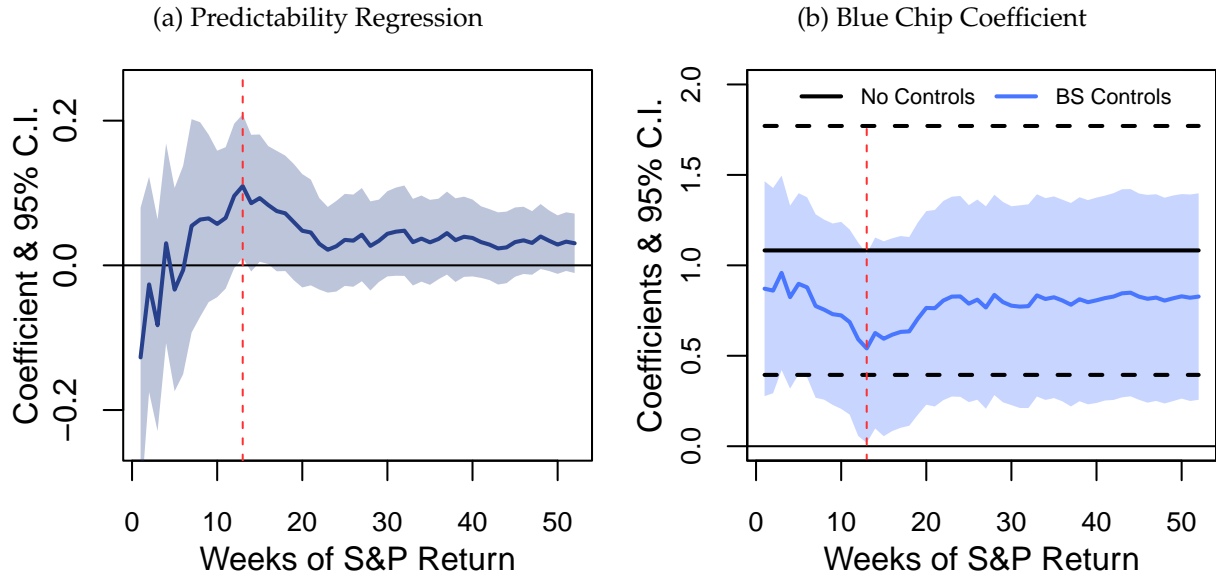 (a) Predictability Regression
Coefficient & 95% C.I.
0.2
0.0
−0.2
0 10 20 30 40 50
Weeks of S&P Return
(b) Blue Chip Coefficient
No Controls BS Controls
Coefficients & 95% C.I.
2.0
1.5
1.0
0.5
0.0
0 10 20 30 40 50
Weeks of S&P Return